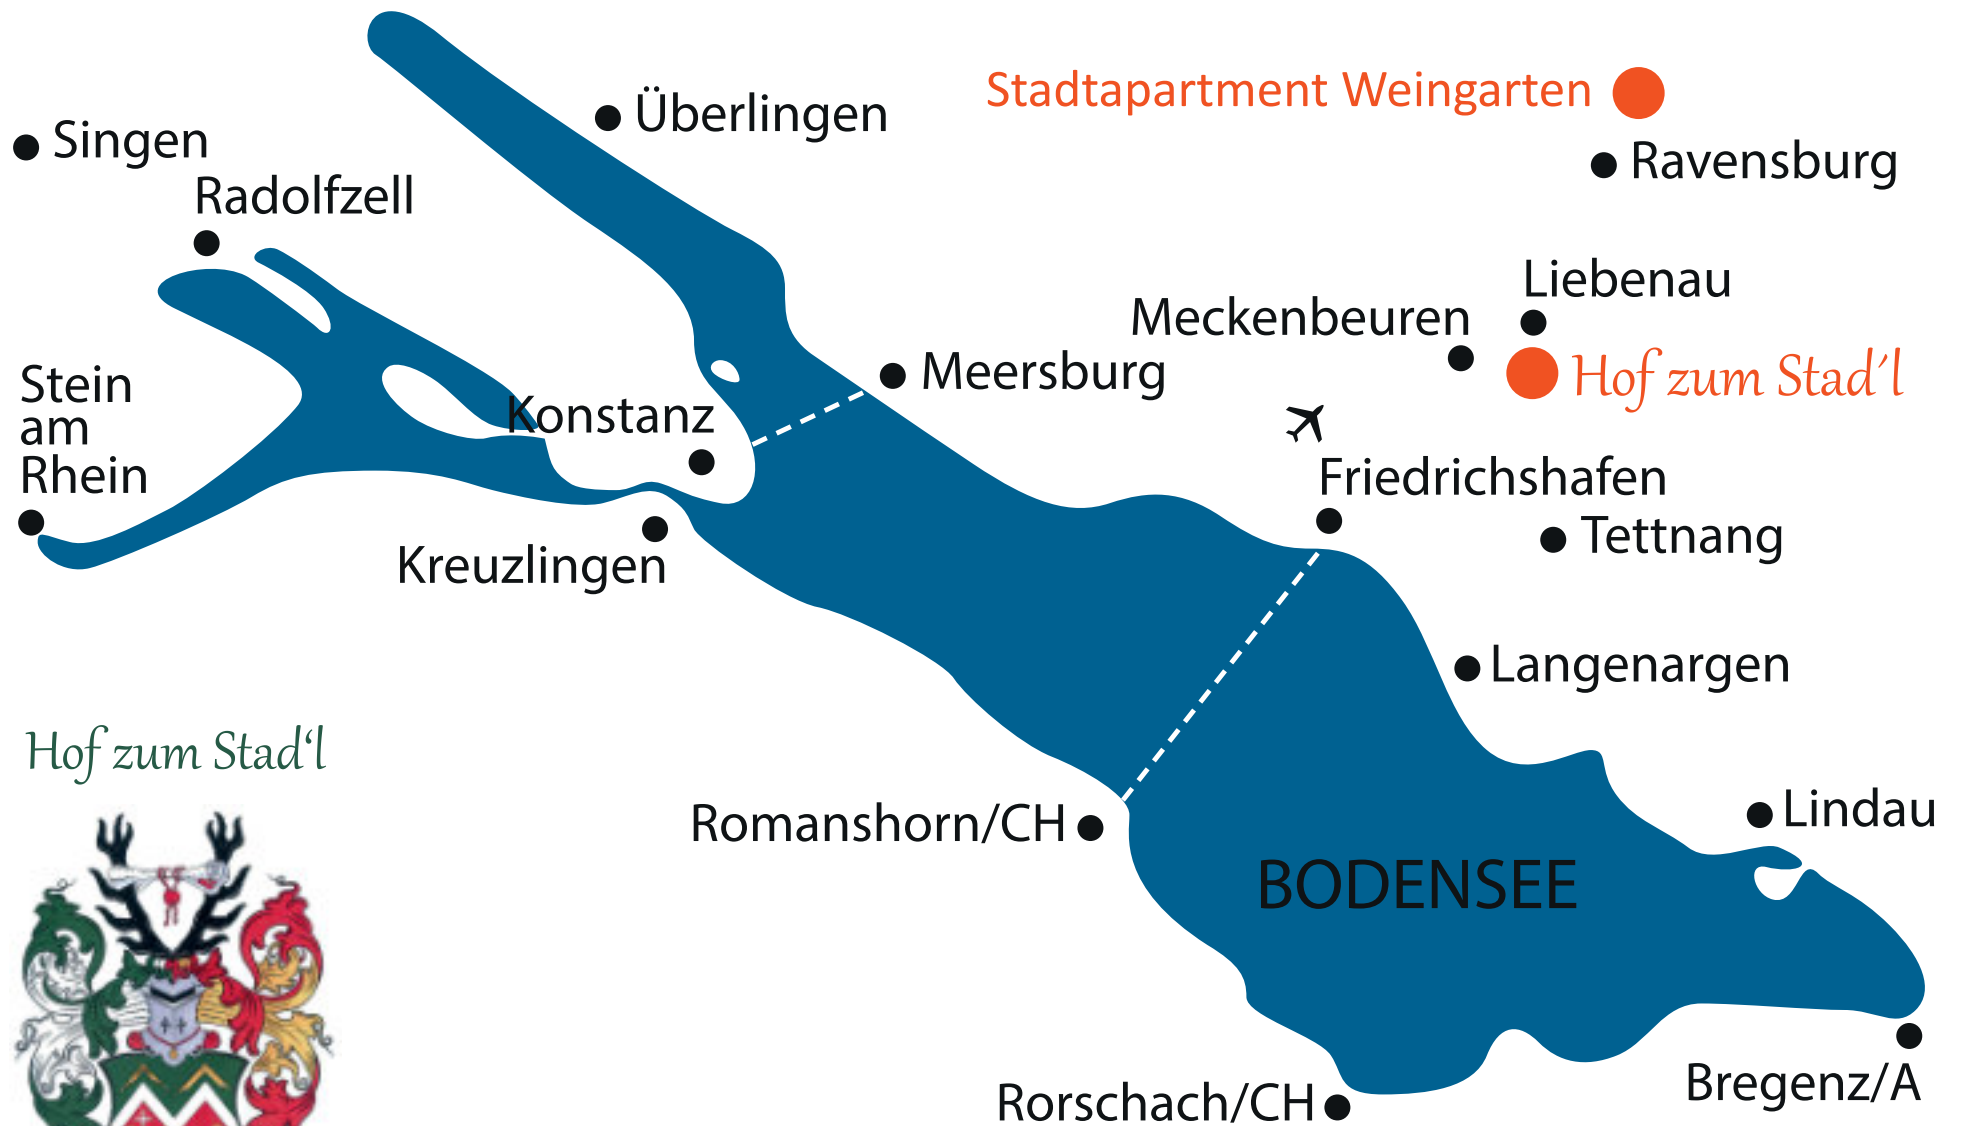 Stadtapartment Weingarten
Überlingen
Singen
Ravensburg
Radolfzell
Liebenau
Meckenbeuren
Hof zum Stad’l
Meersburg
Stein
am
Rhein
Konstanz
Friedrichshafen
Tettnang
Kreuzlingen
Langenargen
Hof zum Stad‘l
Romanshorn/CH
Lindau
BODENSEE
Bregenz/A
Rorschach/CH